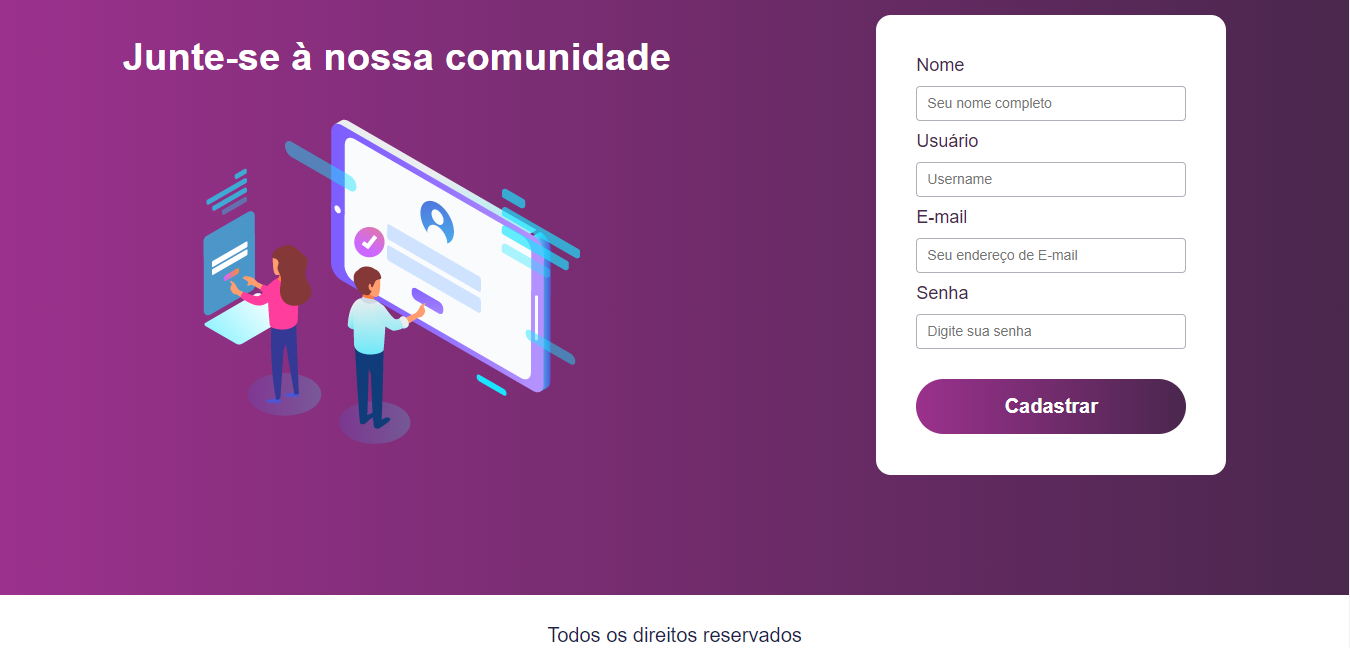 Junte-se à nossa comunidade
Nome
Seu nome completo
Usuário
Username
E-mail
Seu endereço de E-mail
Senha
Digite sua senha
Cadastrar
Todos os direitos reservados